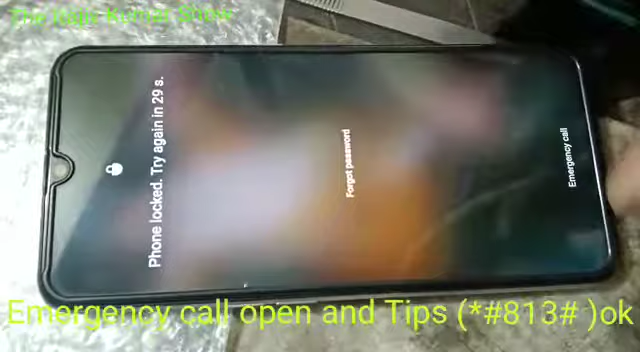 The Rajiv Kumar Show
Phone locked. Try again in 29 s.
Forgot password
Emergency call
Emergency call open and Tips (*#813# )ok